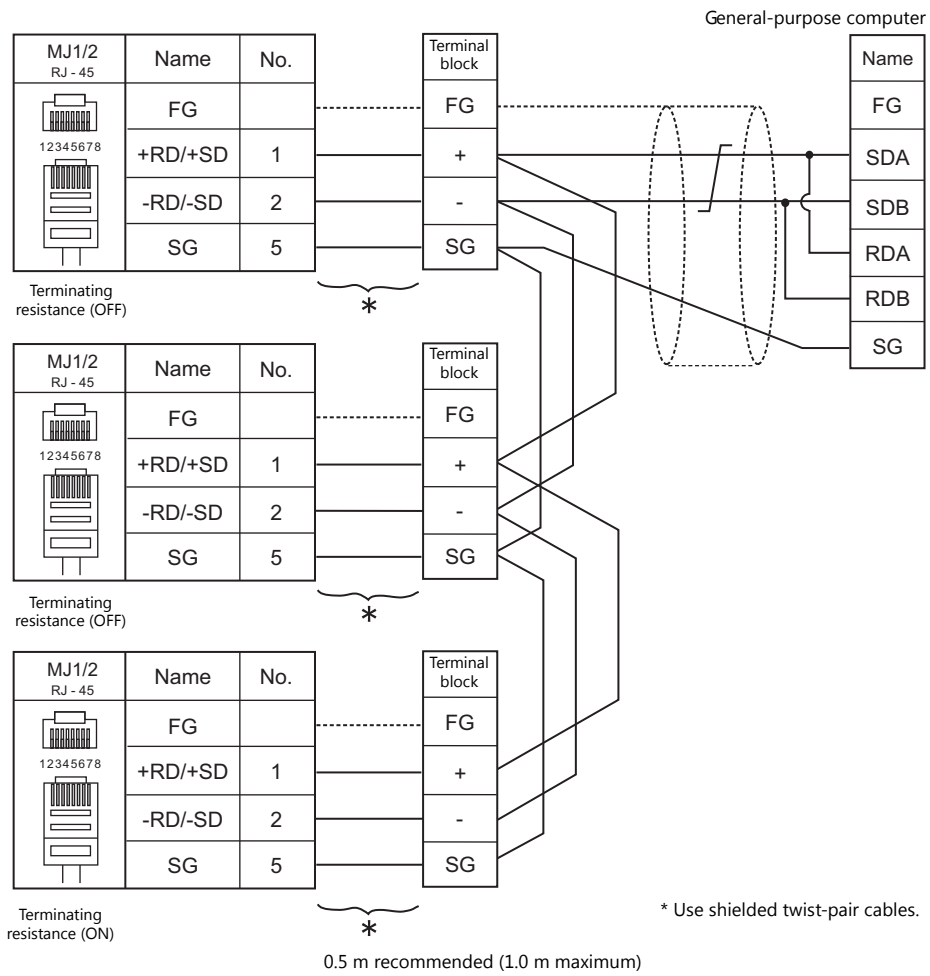 General-purpose computer
MJ1/2
RJ - 45
Name
No.
Terminal
block
Name
FG
FG
FG
12345678
+RD/+SD
1
+
SDA
-RD/-SD
2
-
SDB
SG
5
SG
RDA
RDB
SG
Terminating
resistance (OFF)
*
MJ1/2
RJ - 45
Name
No.
Terminal
block
FG
FG
12345678
+RD/+SD
1
+
-RD/-SD
2
-
SG
5
SG
Terminating
resistance (OFF)
*
MJ1/2
RJ - 45
Name
No.
Terminal
block
FG
FG
12345678
+RD/+SD
1
+
-RD/-SD
2
-
SG
5
SG
Terminating
resistance (ON)
*
* Use shielded twist-pair cables.
0.5 m recommended (1.0 m maximum)